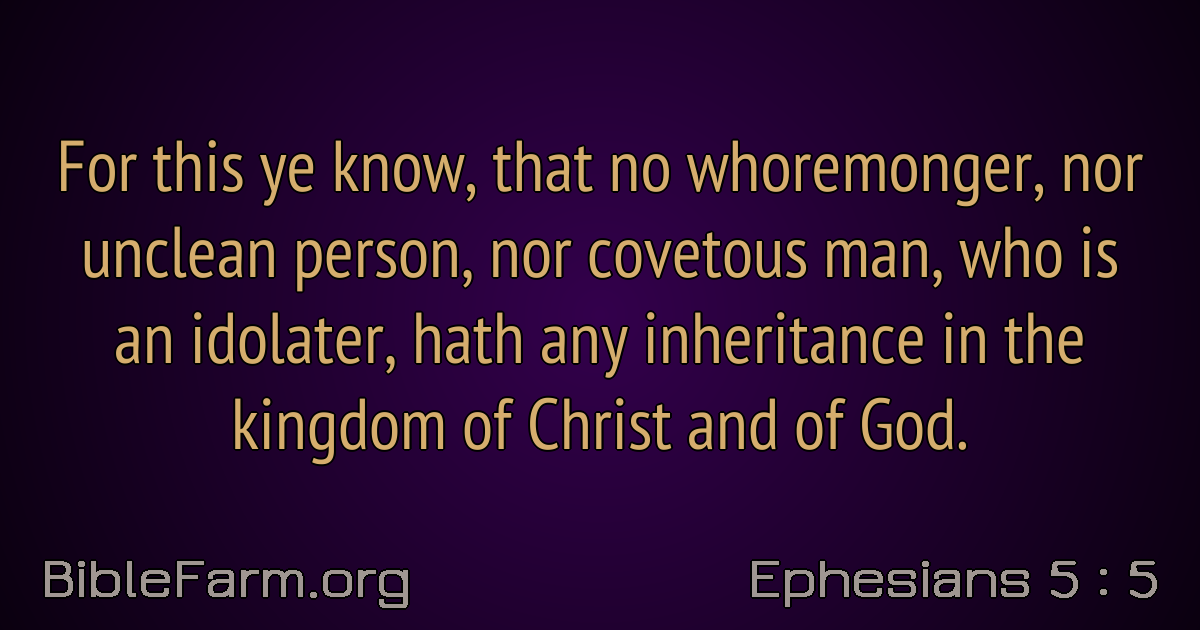 For this ye know, that no whoremonger, nor
unclean person, nor covetous man, who is
an idolater, hath any inheritance in the
kingdom of Christ and of God.
BibleFarm.org
Ephesians 5 : 5